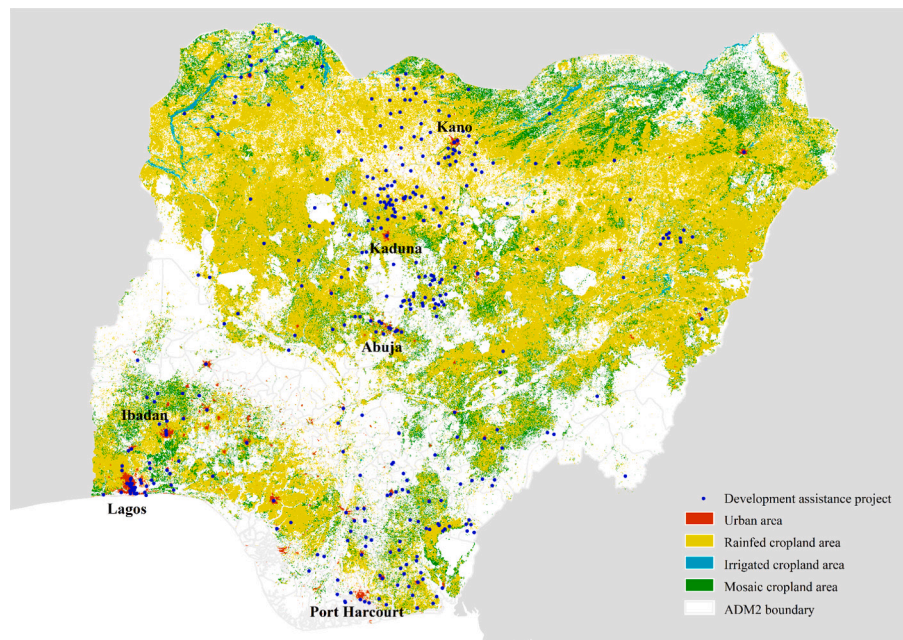 Kano
Kaduna
Abuja
Ibadan
Lagos
Port Harcourt
Development assistance project
Urban area
Rainfed cropland area
Irrigated cropland area
Mosaic cropland area
ADM2 boundary